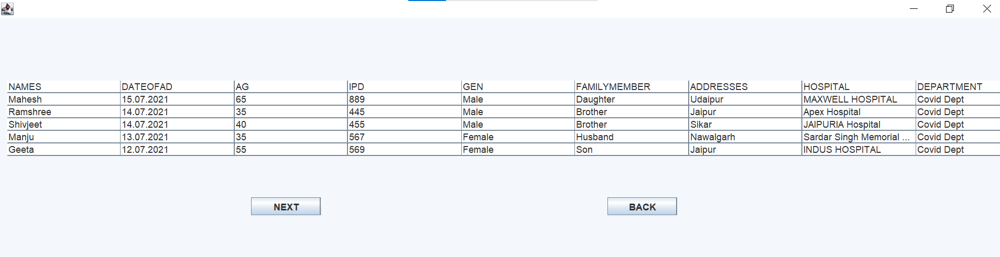 NAMES DATEOFAD AG IPD GEN FAMILYMEMBER ADDRESSES HOSPITAL DEPARTMENT
Mahesh 15.07.2021 65 889 Male Daughter Udaipur MAXWELL HOSPITAL Covid Dept
Ramshree 14.07.2021 35 445 Male Brother Jaipur Apex Hospital Covid Dept
Shivjeet 14.07.2021 40 455 Male Brother Sikar JAIPURIA Hospital Covid Dept
Manju 13.07.2021 35 567 Female Husband Nawalgarh Sardar Singh Memorial ... Covid Dept
Geeta 12.07.2021 55 569 Female Son Jaipur INDUS HOSPITAL Covid Dept
NEXT BACK